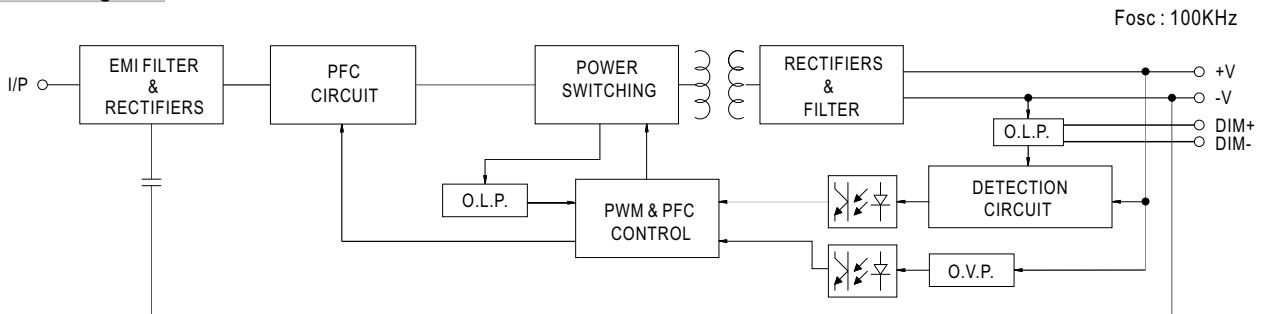 Fosc : 100KHz
I/P
EMI FILTER
&
RECTIFIERS
PFC
CIRCUIT
POWER
SWITCHING
RECTIFIERS
&
FILTER
+V
-V
DIM+
DIM-
O.L.P.
O.L.P.
PWM & PFC
CONTROL
DETECTION
CIRCUIT
O.V.P.